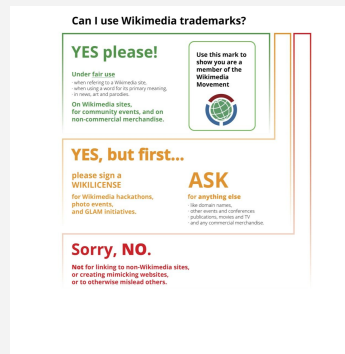 Can I use Wikimedia trademarks?
YES please!
Under fair use
- when referring to a Wikimedia site,
- when using a word for its primary meaning,
- in news, art and parodies.
On Wikimedia sites,
for community events, and on
non-commercial merchandise.
Use this mark to
show you are a
member of the
Wikimedia
Movement
YES, but first...
please sign a
WIKILICENSE
for Wikimedia hackathons,
photo events,
and GLAM initiatives.
ASK
for anything else
- like domain names,
- other events and conferences
- publications, movies and TV
- and any commercial merchandise.
Sorry, NO.
Not for linking to non-Wikimedia sites,
or creating mimicking websites,
or to otherwise mislead others.